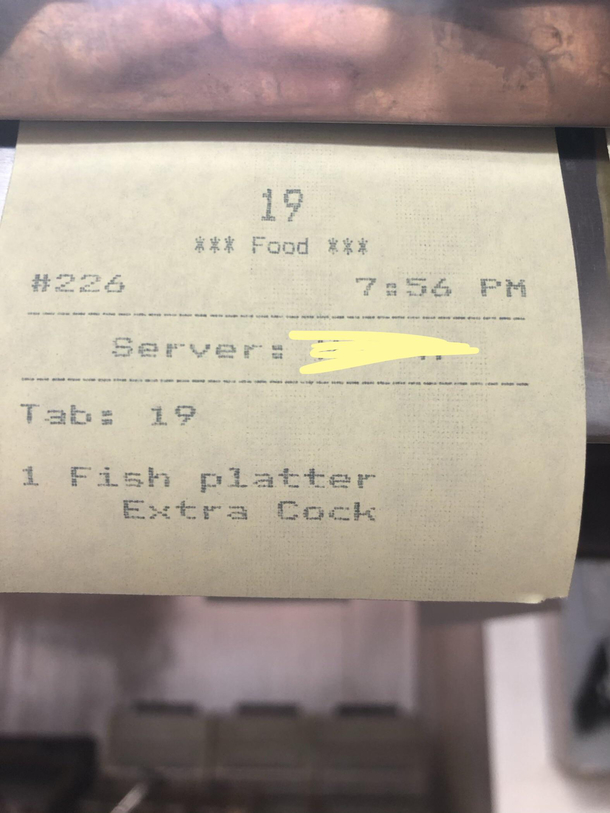 19
*** Food ***
#226 7:56 PM
Server:
Tab: 19
1 Fish platter
Extra Cock